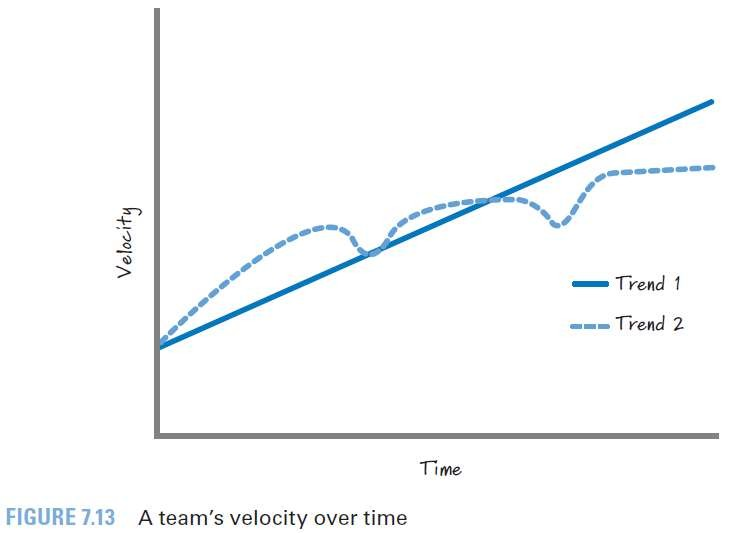 Velocity
Trend 1
Trend 2
Time
FIGURE 7.13 A team's velocity over time